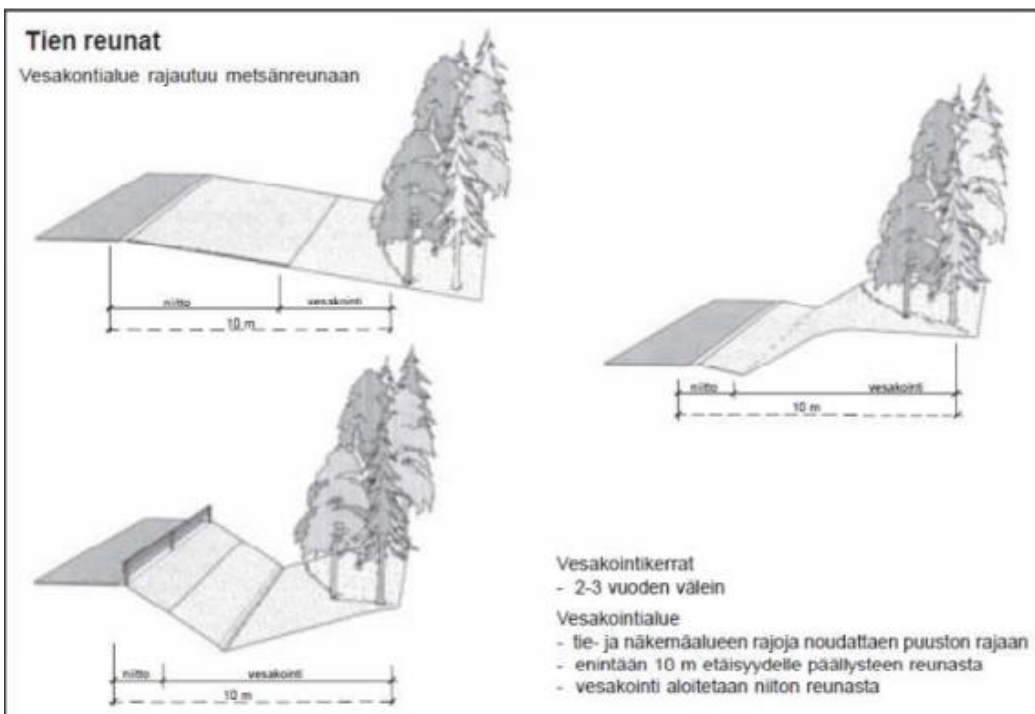 Tien reunat
Vesakontialue rajautuu metsänreunaan
niitto
vesakointi
10 m
niitto
vesakointi
10 m
niitto
vesakointi
10 m
Vesakointikerrat
- 2-3 vuoden välein
Vesakointialue
- tie- ja näkemäalueen rajoja noudattaen puuston rajaan
- enintään 10 m etäisyydelle päällysteen reunasta
- vesakointi aloitetaan niiton reunasta